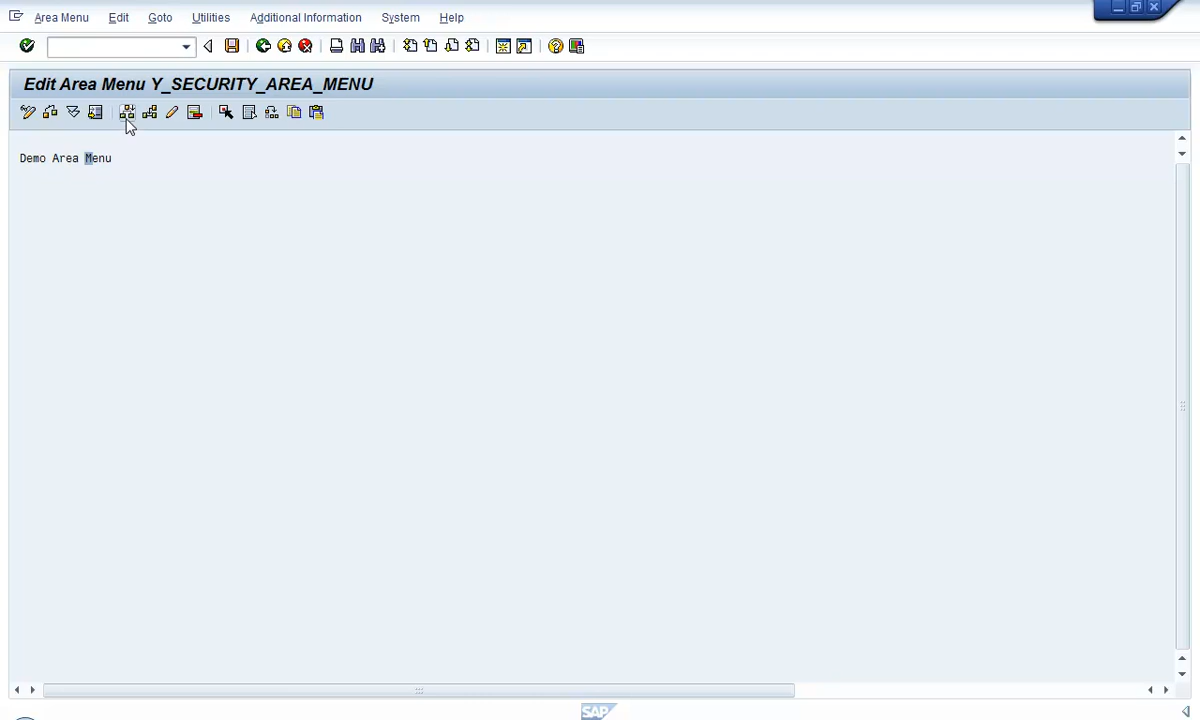 Area Menu Edit Goto Utilities Additional Information System Help
Edit Area Menu Y_SECURITY_AREA_MENU
Demo Area Menu
SAP